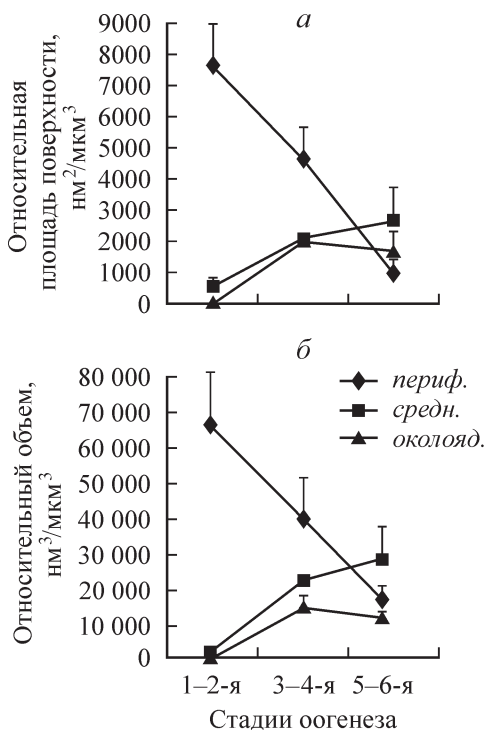 а
Относительная
площадь поверхности,
нм²/мкм³
9000
8000
7000
6000
5000
4000
3000
2000
1000
0
б
Относительный объем,
нм³/мкм³
80 000
70 000
60 000
50 000
40 000
30 000
20 000
10 000
0
периф.
средн.
околояд.
1–2-я 3–4-я 5–6-я
Стадии оогенеза